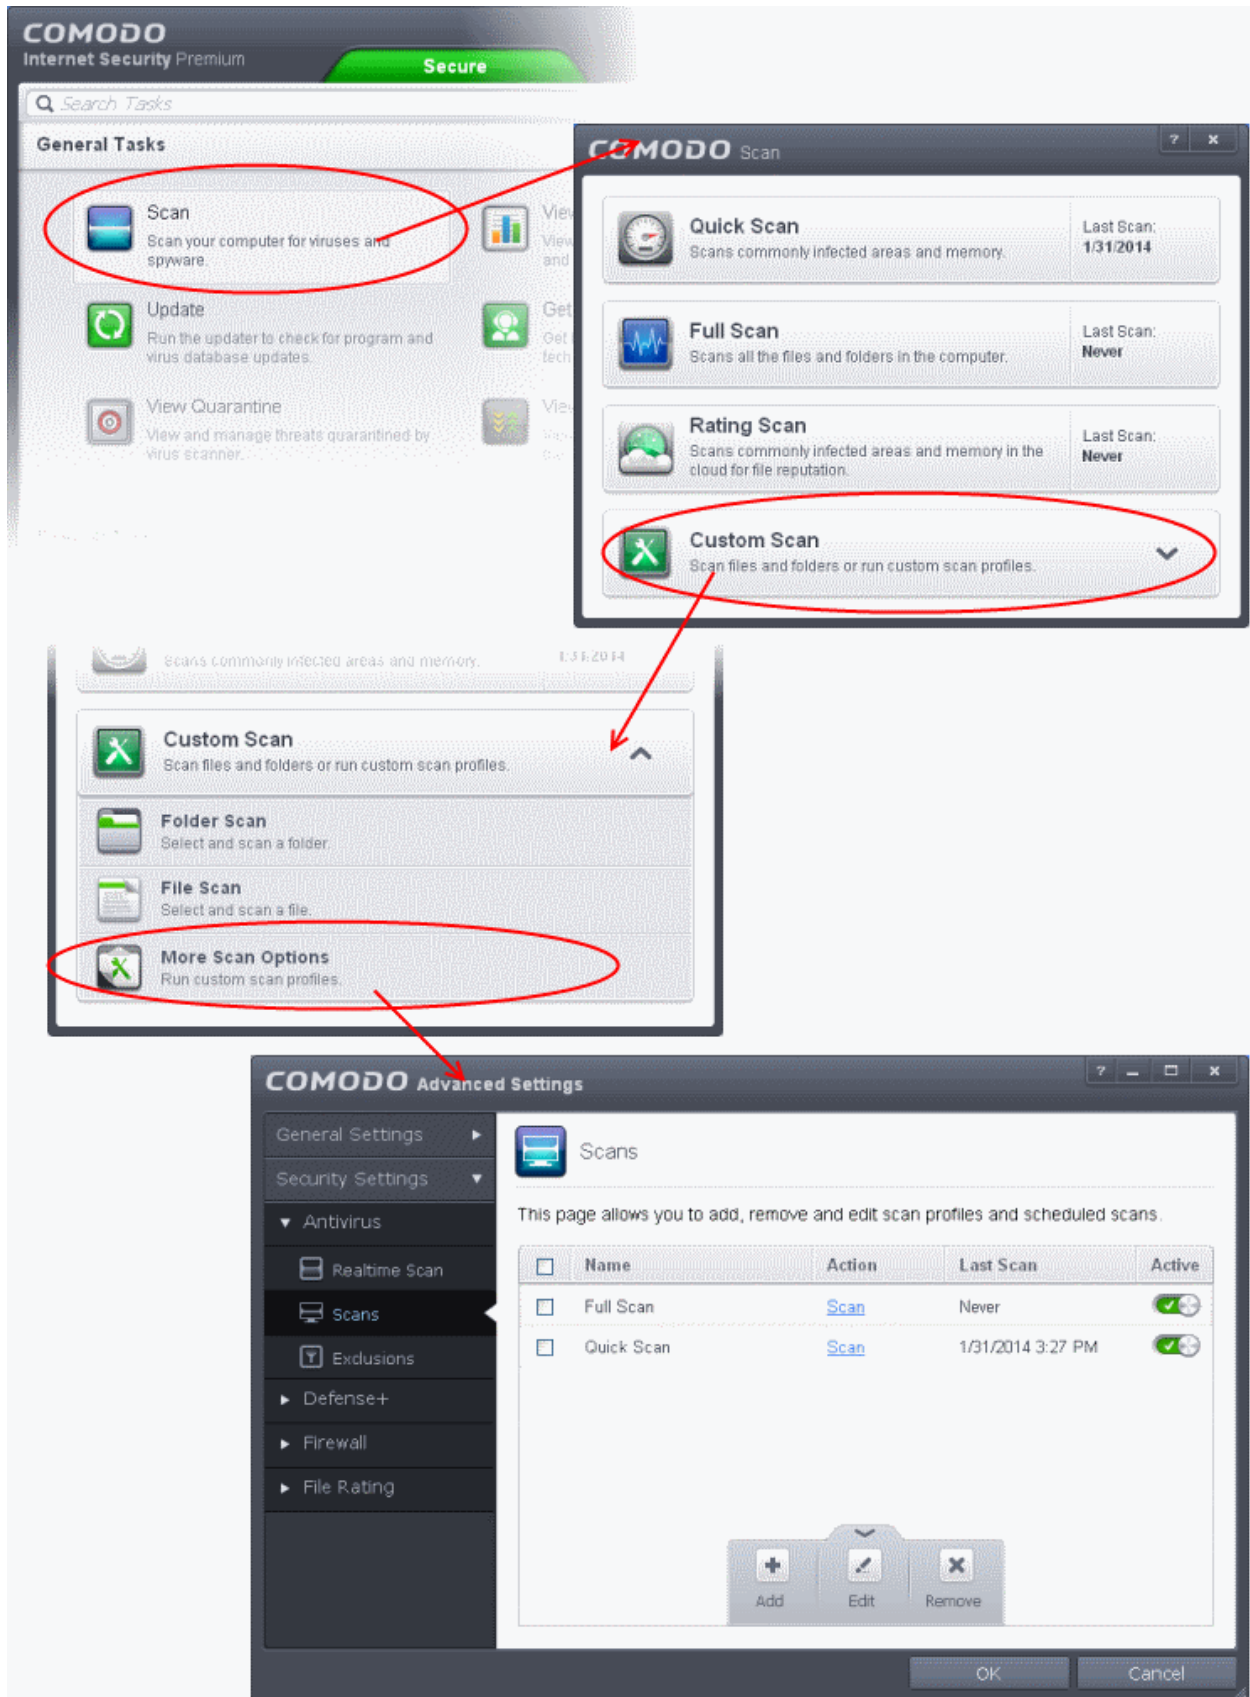 COMODO
Internet Security Premium
Secure
Search Tasks
General Tasks
Scan
Scan your computer for viruses and
spyware.
Update
Run the updater to check for program and
virus database updates.
View Quarantine
View and manage threats quarantined by
virus scanner.
View
and
Get
Get
tech
COMODO Scan
Quick Scan
Scans commonly infected areas and memory.
Last Scan:
1/31/2014
Full Scan
Scans all the files and folders in the computer.
Last Scan:
Never
Rating Scan
Scans commonly infected areas and memory in the
cloud for file reputation.
Last Scan:
Never
Custom Scan
Scan files and folders or run custom scan profiles.
Scans commonly infected areas and memory.
1/31/2014
Custom Scan
Scan files and folders or run custom scan profiles.
Folder Scan
Select and scan a folder.
File Scan
Select and scan a file.
More Scan Options
Run custom scan profiles.
COMODO Advanced Settings
General Settings
Security Settings
Antivirus
Realtime Scan
Scans
Exclusions
Defense+
Firewall
File Rating
Scans
This page allows you to add, remove and edit scan profiles and scheduled scans.
Name Action Last Scan Active
Full Scan Scan Never
Quick Scan Scan 1/31/2014 3:27 PM
Add Edit Remove
OK Cancel